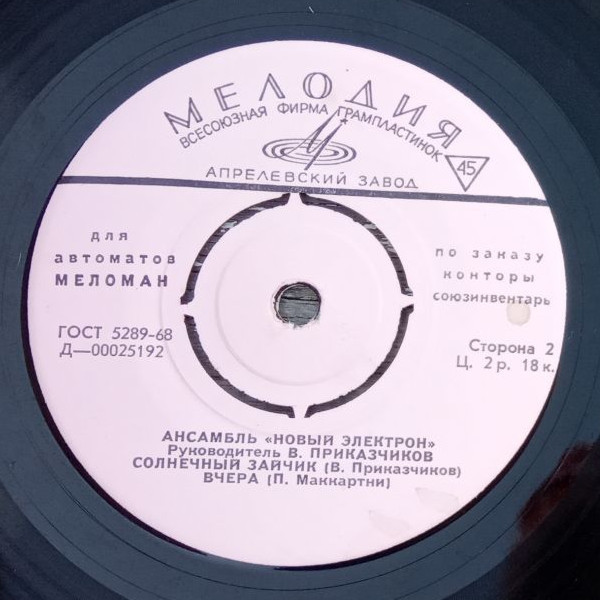 МЕЛОДИЯ
ВСЕСОЮЗНАЯ ФИРМА ГРАМПЛАСТИНОК
45
АПРЕЛЕВСКИЙ ЗАВОД
для
автоматов
МЕЛОМАН
по заказу
конторы
союзинвентарь
ГОСТ 5289-68
Д—00025192
Сторона 2
Ц. 2 р. 18 к.
АНСАМБЛЬ «НОВЫЙ ЭЛЕКТРОН»
Руководитель В. ПРИКАЗЧИКОВ
СОЛНЕЧНЫЙ ЗАЙЧИК (В. Приказчиков)
ВЧЕРА (П. Маккартни)